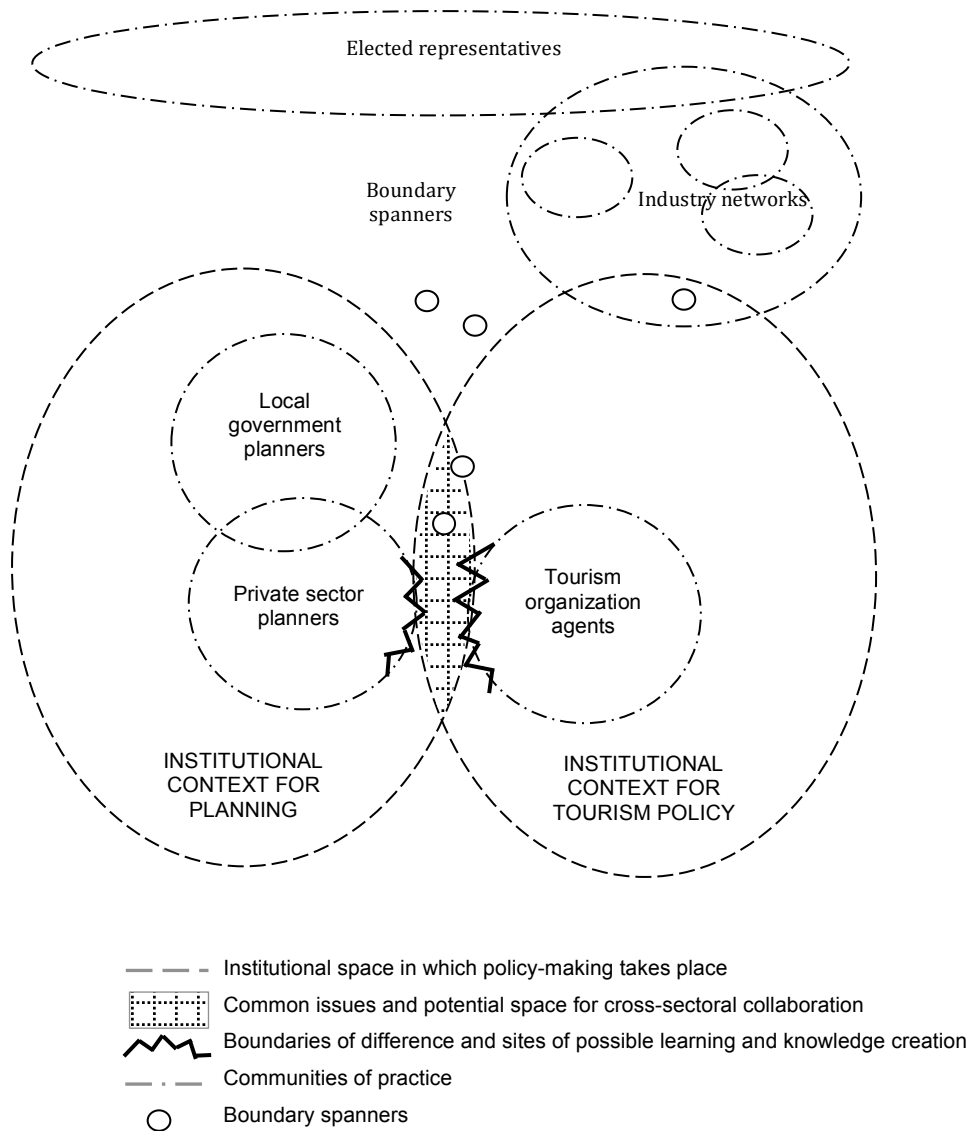 Elected representatives
Boundary
spanners
Industry networks
Local
government
planners
Private sector
planners
Tourism
organization
agents
INSTITUTIONAL
CONTEXT FOR
PLANNING
INSTITUTIONAL
CONTEXT FOR
TOURISM POLICY
Institutional space in which policy-making takes place
Common issues and potential space for cross-sectoral collaboration
Boundaries of difference and sites of possible learning and knowledge creation
Communities of practice
Boundary spanners